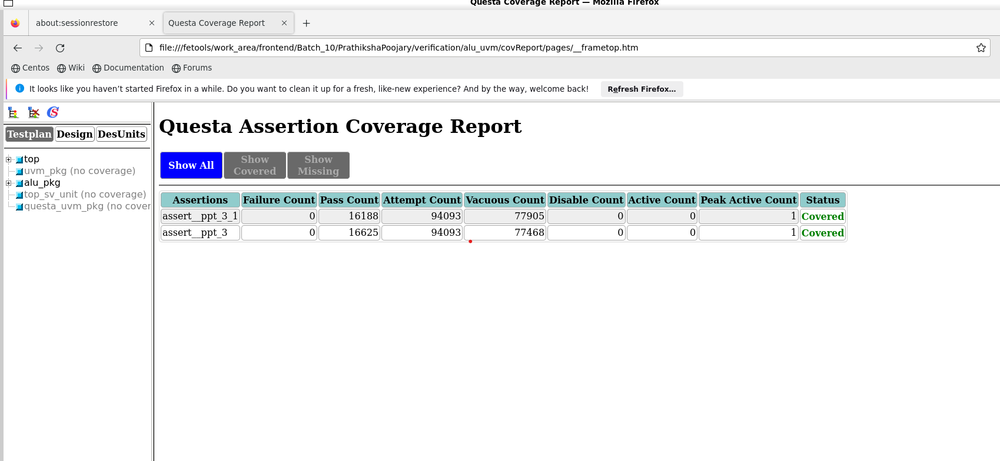 Questa Coverage Report — Mozilla Firefox
about:sessionrestore
Questa Coverage Report
file:///fetools/work_area/frontend/Batch_10/PrathikshaPoojary/verification/alu_uvm/covReport/pages/__frametop.htm
Centos Wiki Documentation Forums
It looks like you haven’t started Firefox in a while. Do you want to clean it up for a fresh, like-new experience? And by the way, welcome back! Refresh Firefox...
Testplan Design DesUnits
top
uvm_pkg (no coverage)
alu_pkg
top_sv_unit (no coverage)
questa_uvm_pkg (no cover
Questa Assertion Coverage Report
Show All
Show Covered
Show Missing
Assertions Failure Count Pass Count Attempt Count Vacuous Count Disable Count Active Count Peak Active Count Status
assert__ppt_3_1 0 16188 94093 77905 0 0 1 Covered
assert__ppt_3 0 16625 94093 77468 0 0 1 Covered